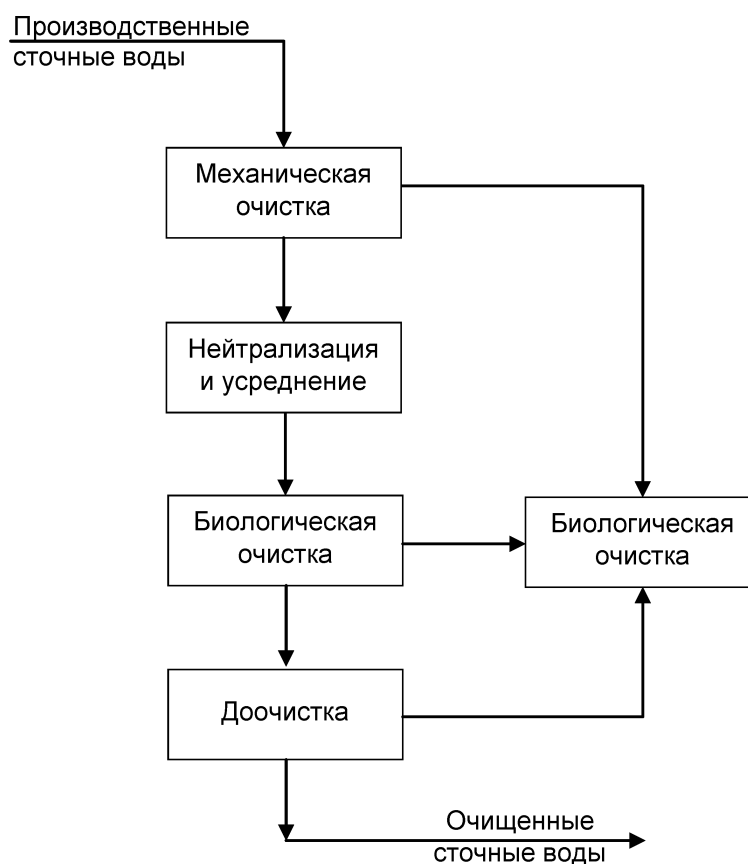 Производственные
сточные воды
Механическая
очистка
Нейтрализация
и усреднение
Биологическая
очистка
Биологическая
очистка
Доочистка
Очищенные
сточные воды